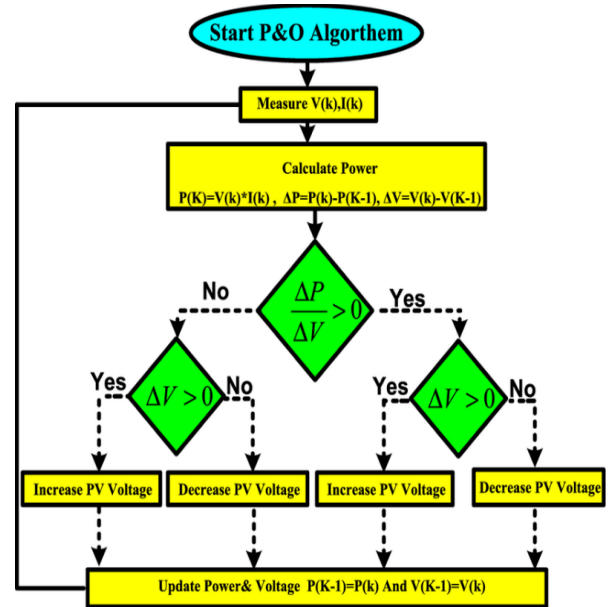 Start P&O Algorthem
Measure V(k),I(k)
Calculate Power
P(K)=V(k)*I(k) , ΔP=P(k)-P(K-1), ΔV=V(k)-V(K-1)
ΔP/ΔV>0
No
Yes
ΔV>0
Yes
No
ΔV>0
Yes
No
Increase PV Voltage
Decrease PV Voltage
Increase PV Voltage
Decrease PV Voltage
Update Power& Voltage P(K-1)=P(k) And V(K-1)=V(k)